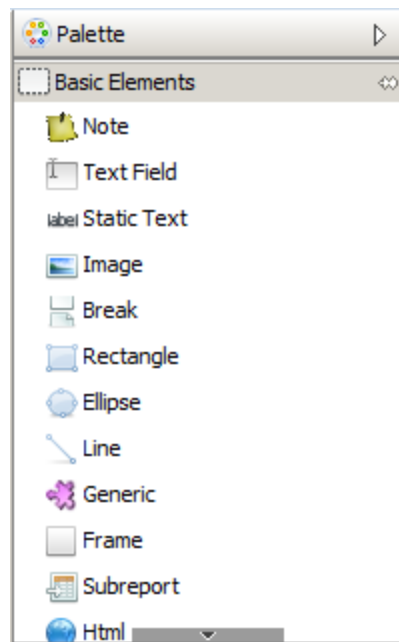 Palette
Basic Elements
Note
Text Field
label Static Text
Image
Break
Rectangle
Ellipse
Line
Generic
Frame
Subreport
Html